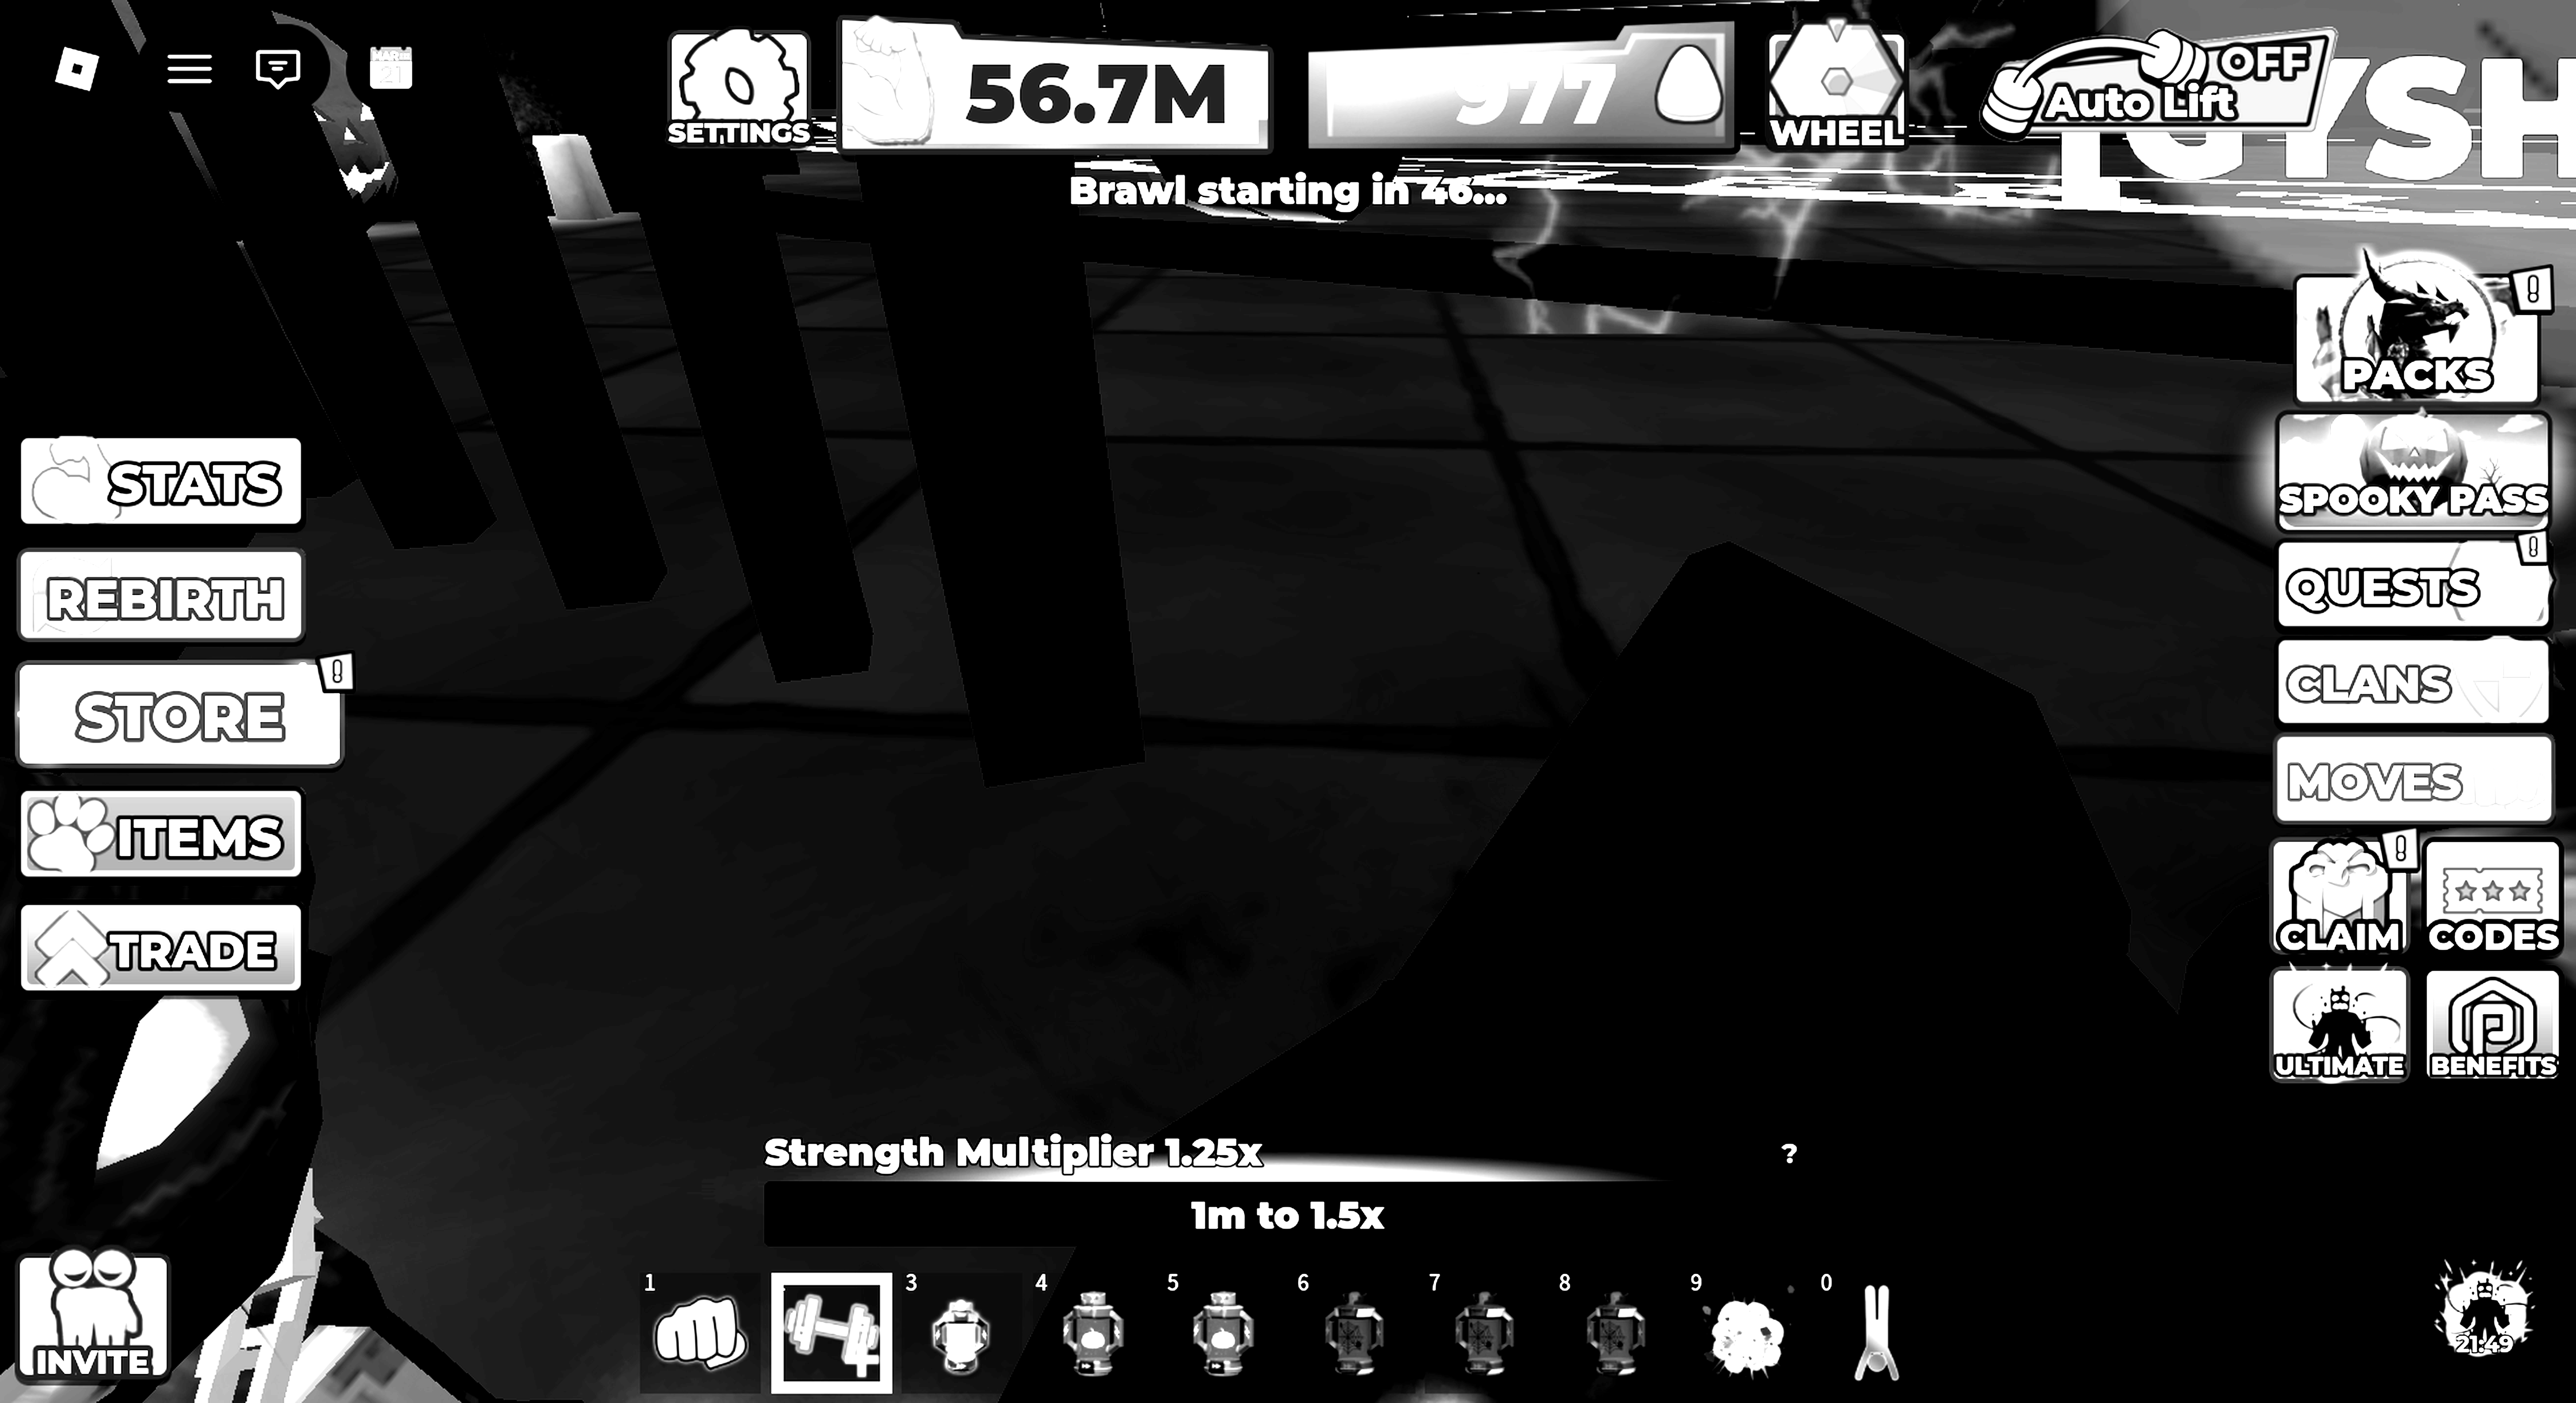 SETTINGS
56.7M
977
WHEEL
OFF
Auto Lift
Brawl starting in 46...
PACKS
STATS
SPOOKY PASS
REBIRTH
QUESTS
STORE
CLANS
MOVES
ITEMS
CLAIM
CODES
TRADE
ULTIMATE
BENEFITS
Strength Multiplier 1.25x
?
1m to 1.5x
INVITE
1
3
4
5
6
7
8
9
0
21:49